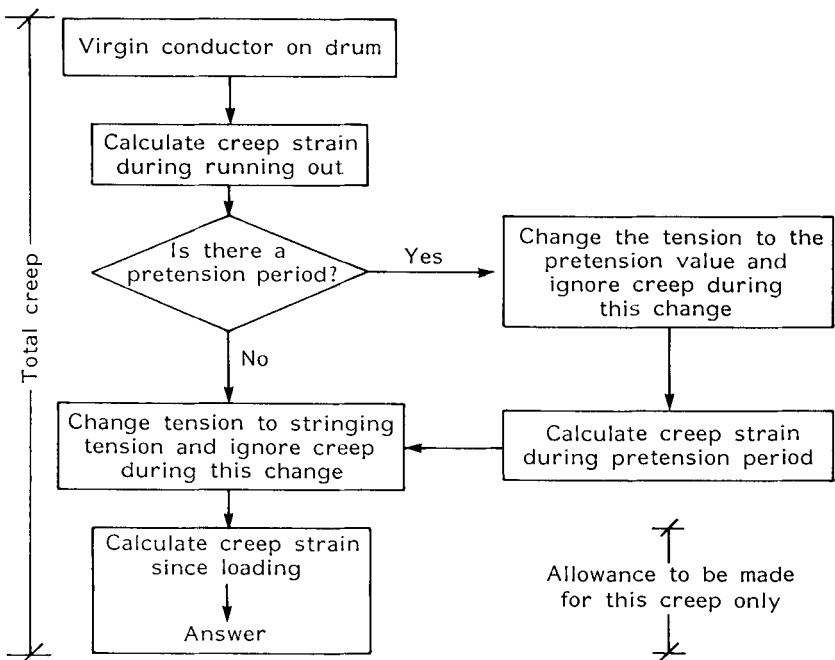 Virgin conductor on drum
Calculate creep strain
during running out
Is there a
pretension period?
Yes
Change the tension to the
pretension value and
ignore creep during
this change
No
Change tension to stringing
tension and ignore creep
during this change
Calculate creep strain
during pretension period
Calculate creep strain
since loading
Answer
Allowance to be made
for this creep only
Total creep